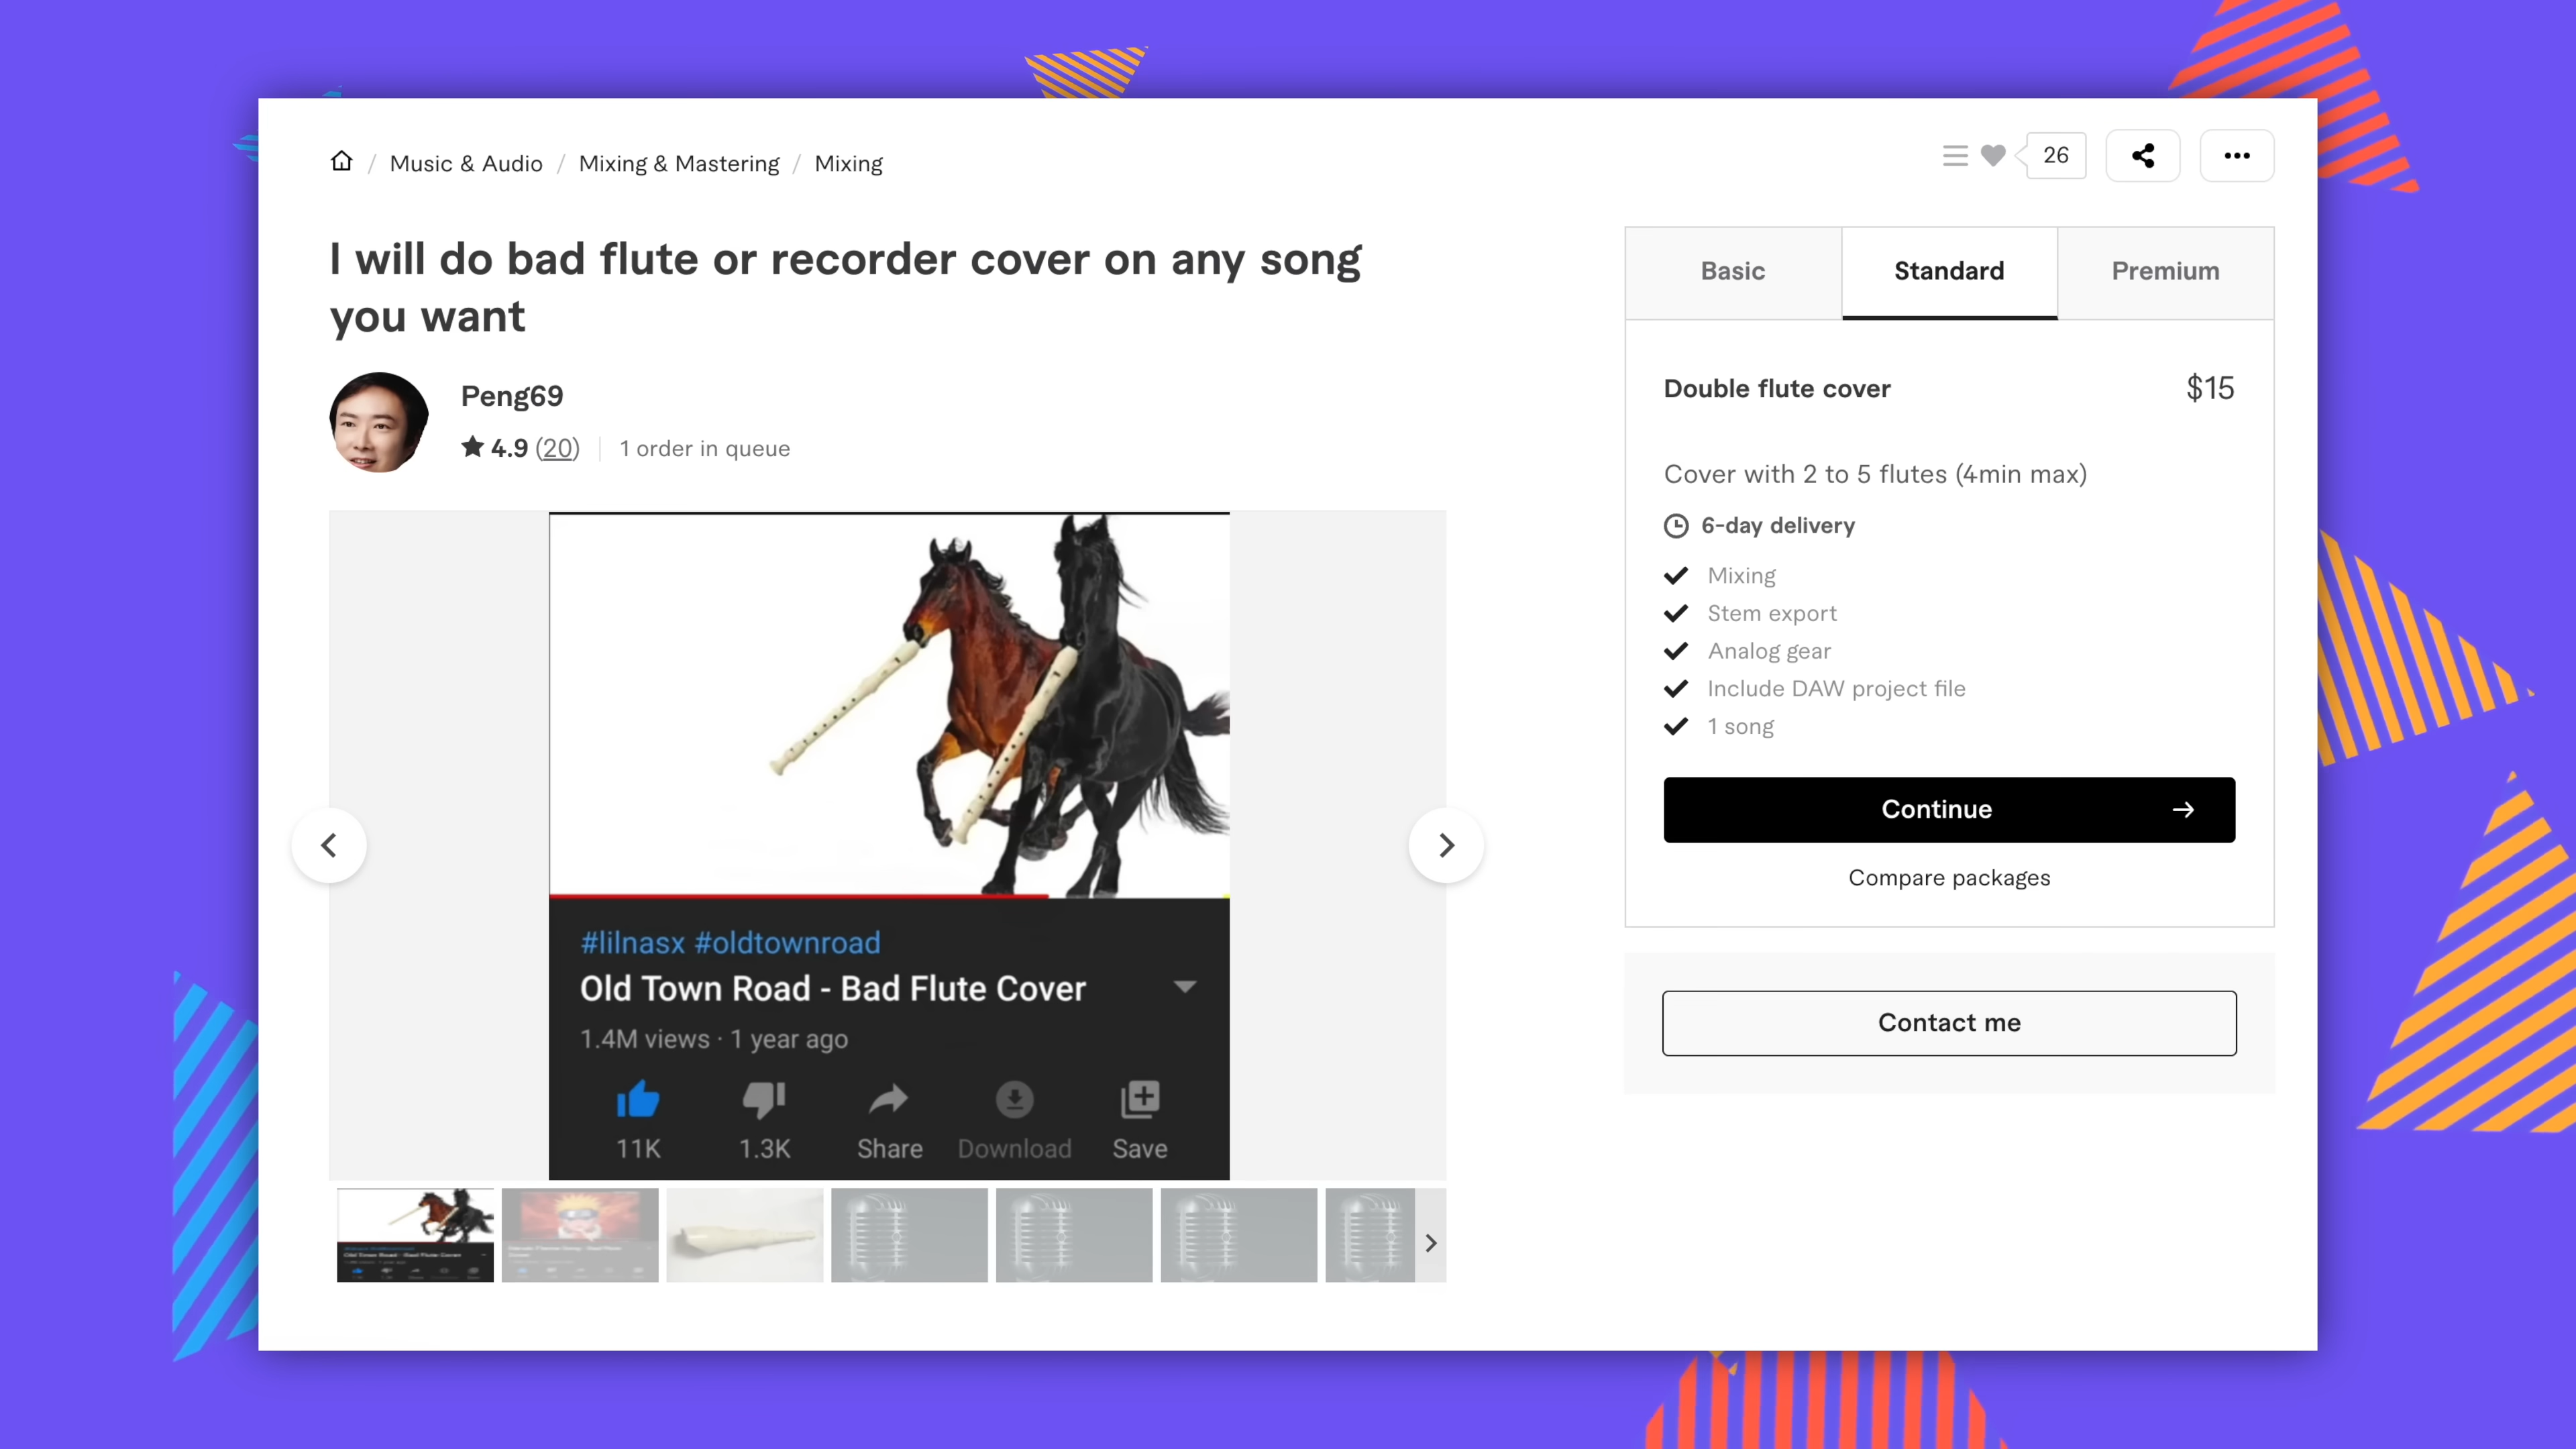 / Music & Audio / Mixing & Mastering / Mixing
26
I will do bad flute or recorder cover on any song
you want
Peng69
4.9 (20)
1 order in queue
#lilnasx #oldtownroad
Old Town Road - Bad Flute Cover
1.4M views · 1 year ago
11K
1.3K
Share
Download
Save
Basic
Standard
Premium
Double flute cover
$15
Cover with 2 to 5 flutes (4min max)
6-day delivery
Mixing
Stem export
Analog gear
Include DAW project file
1 song
Continue
Compare packages
Contact me